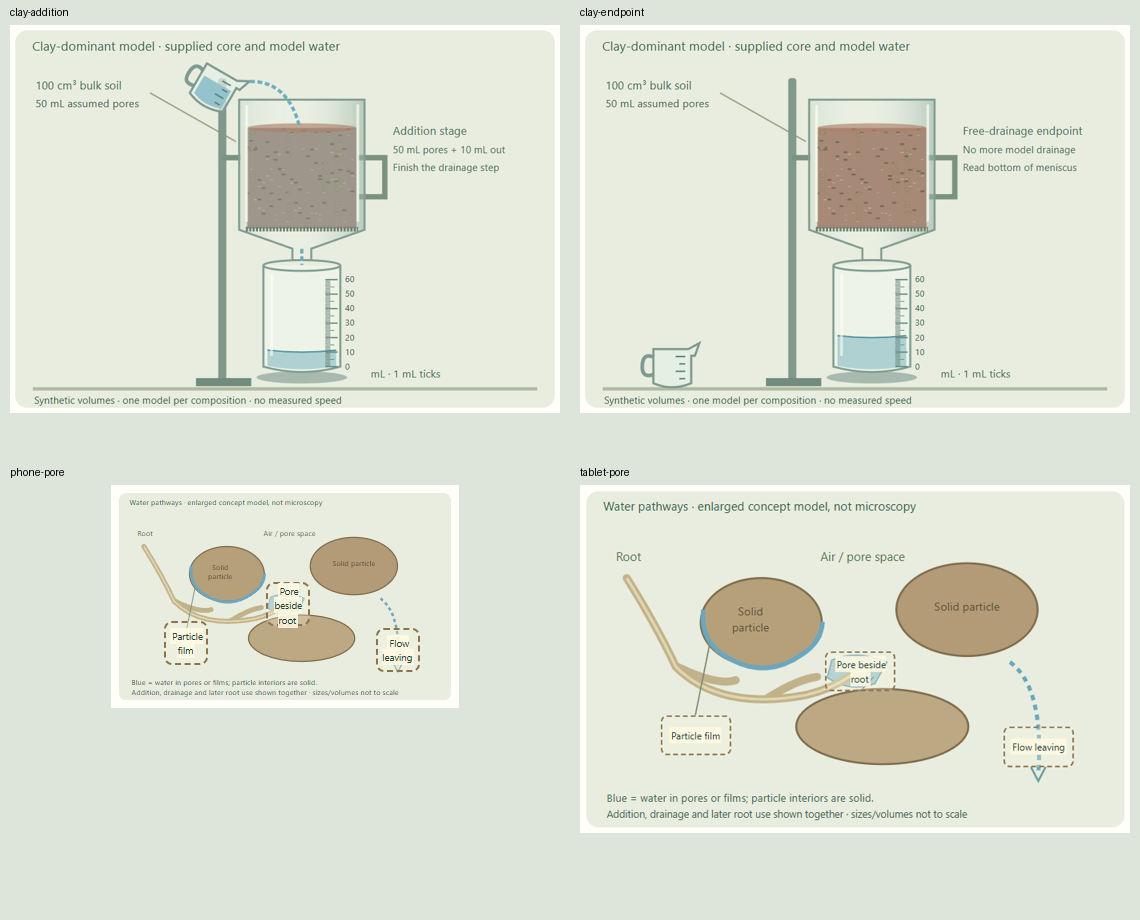 clay-addition
Clay-dominant model · supplied core and model water
100 cm³ bulk soil
50 mL assumed pores
Addition stage
50 mL pores + 10 mL out
Finish the drainage step
60
50
40
30
20
10
0
mL · 1 mL ticks
Synthetic volumes · one model per composition · no measured speed
clay-endpoint
Clay-dominant model · supplied core and model water
100 cm³ bulk soil
50 mL assumed pores
Free-drainage endpoint
No more model drainage
Read bottom of meniscus
60
50
40
30
20
10
0
mL · 1 mL ticks
Synthetic volumes · one model per composition · no measured speed
phone-pore
Water pathways · enlarged concept model, not microscopy
Root
Air / pore space
Solid
particle
Solid particle
Pore
beside
root
Particle
film
Flow
leaving
Blue = water in pores or films; particle interiors are solid.
Addition, drainage and later root use shown together · sizes/volumes not to scale
tablet-pore
Water pathways · enlarged concept model, not microscopy
Root
Air / pore space
Solid
particle
Solid particle
Pore beside
root
Particle film
Flow leaving
Blue = water in pores or films; particle interiors are solid.
Addition, drainage and later root use shown together · sizes/volumes not to scale